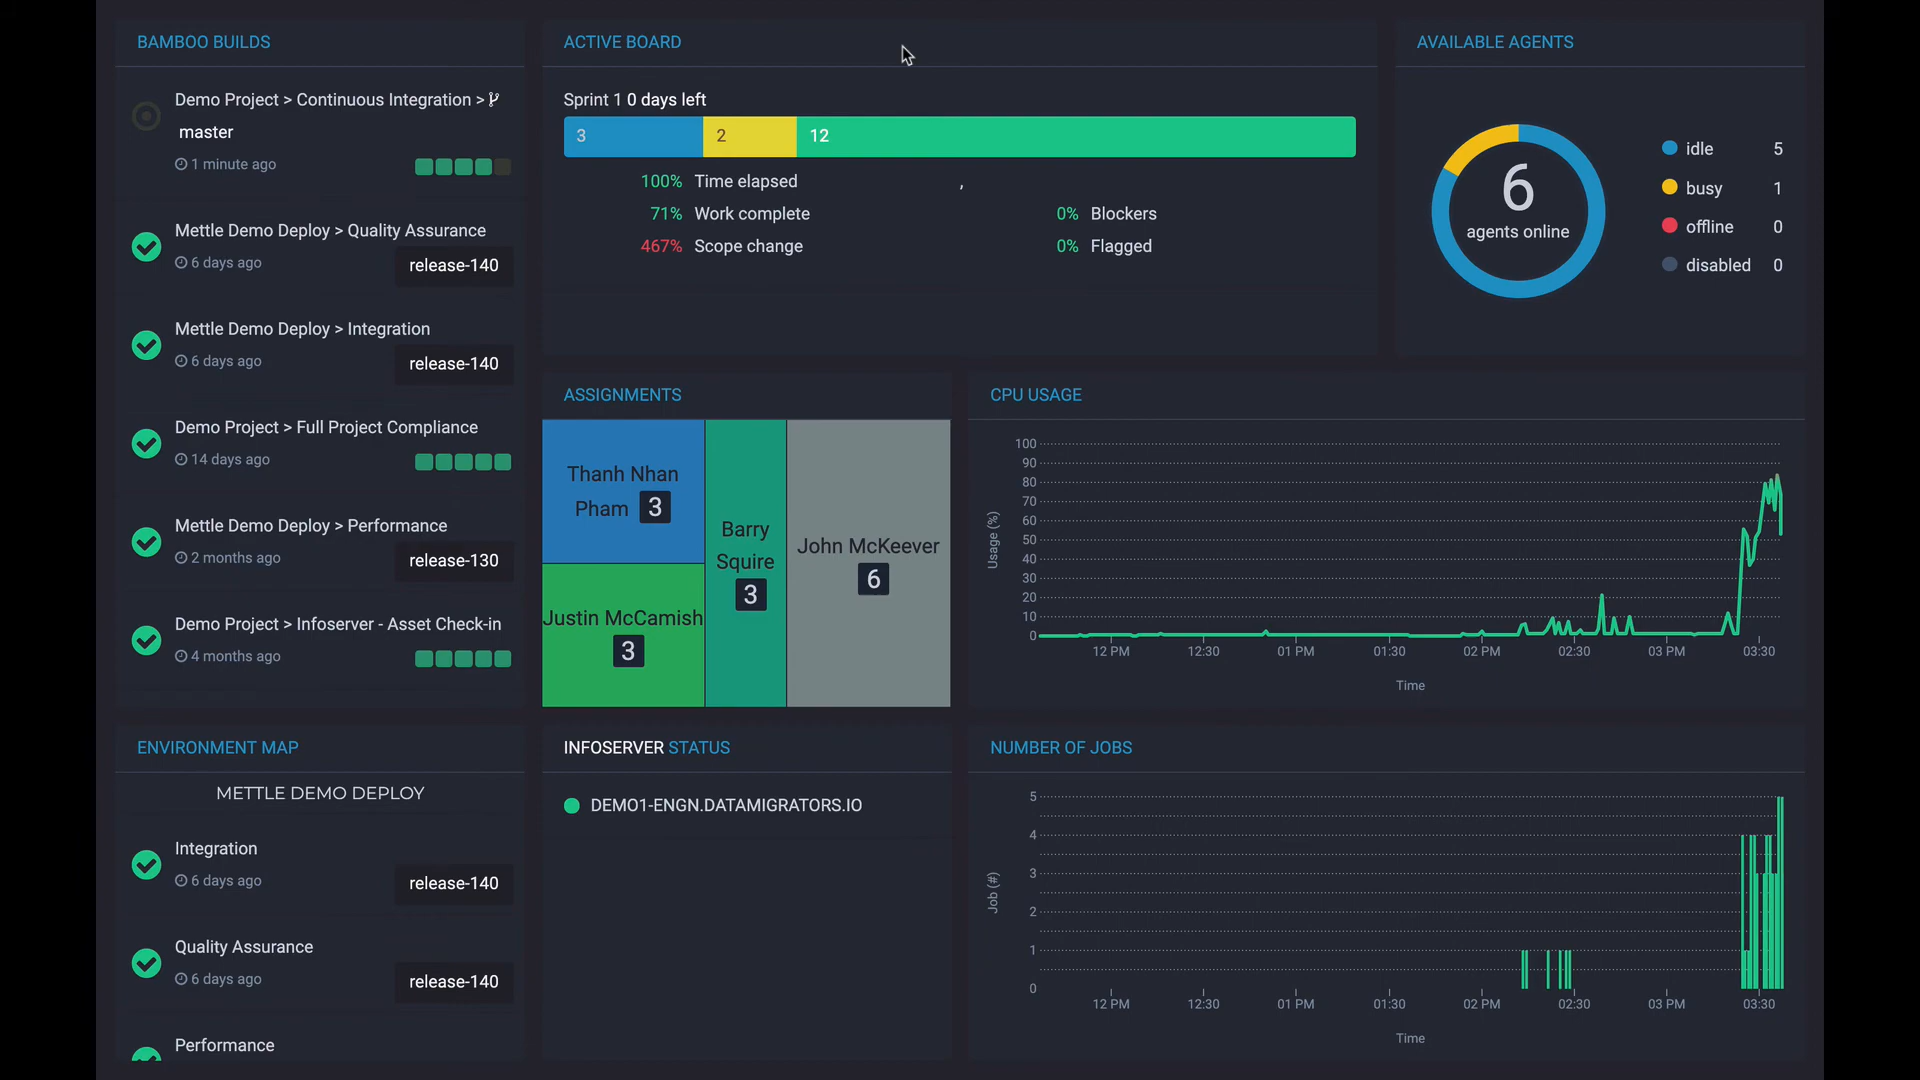 BAMBOO BUILDS
Demo Project > Continuous Integration >
master
1 minute ago
Mettle Demo Deploy > Quality Assurance
6 days ago
release-140
Mettle Demo Deploy > Integration
6 days ago
release-140
Demo Project > Full Project Compliance
14 days ago
Mettle Demo Deploy > Performance
2 months ago
release-130
Demo Project > Infoserver - Asset Check-in
4 months ago
ACTIVE BOARD
Sprint 1 0 days left
3 2 12
100% Time elapsed ,
71% Work complete 0% Blockers
467% Scope change 0% Flagged
AVAILABLE AGENTS
6
agents online
idle 5
busy 1
offline 0
disabled 0
ASSIGNMENTS
Thanh Nhan
Pham 3
Justin McCamish
3
Barry
Squire
3
John McKeever
6
CPU USAGE
100
90
80
70
60
50
40
30
20
10
0
Usage (%)
12 PM 12:30 01 PM 01:30 02 PM 02:30 03 PM 03:30
Time
ENVIRONMENT MAP
METTLE DEMO DEPLOY
Integration
6 days ago
release-140
Quality Assurance
6 days ago
release-140
Performance
INFOSERVER STATUS
DEMO1-ENGN.DATAMIGRATORS.IO
NUMBER OF JOBS
5
4
3
2
1
0
Job (#)
12 PM 12:30 01 PM 01:30 02 PM 02:30 03 PM 03:30
Time